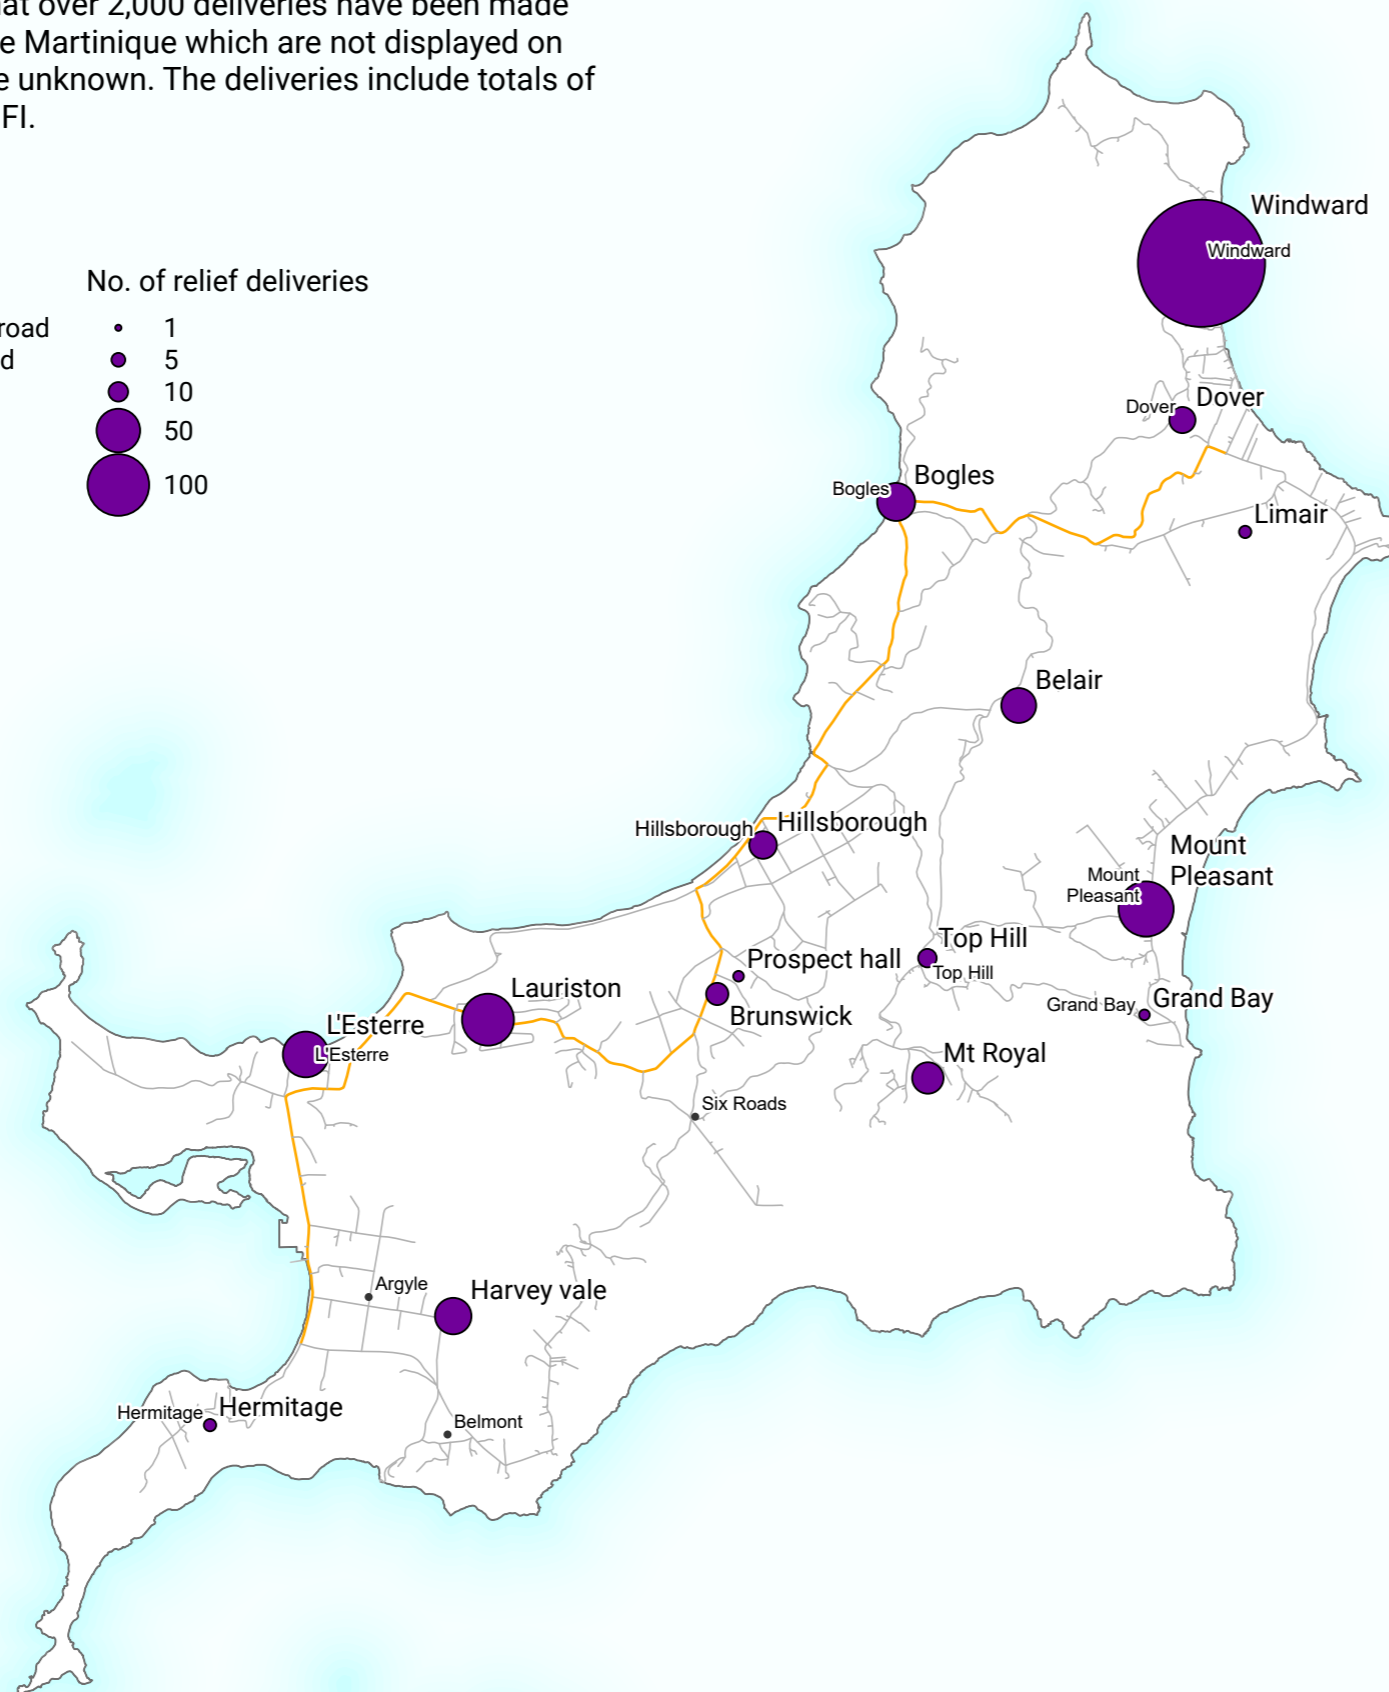 at over 2,000 deliveries have been made
e Martinique which are not displayed on
e unknown. The deliveries include totals of
FI.
No. of relief deliveries
road
1
d
5
10
50
100
Windward
Windward
Dover
Dover
Bogles
Bogles
Limair
Belair
Hillsborough
Hillsborough
Mount
Pleasant
Mount
Pleasant
Top Hill
Top Hill
Prospect hall
Brunswick
Lauriston
Grand Bay
Grand Bay
L'Esterre
L'Esterre
Mt Royal
Six Roads
Argyle
Harvey vale
Hermitage
Hermitage
Belmont